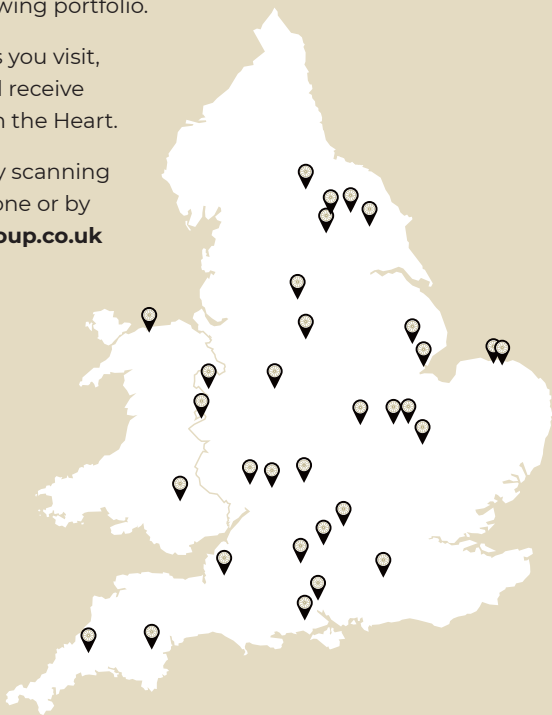 wing portfolio.
you visit,
receive
the Heart.
scanning
one or by
oup.co.uk